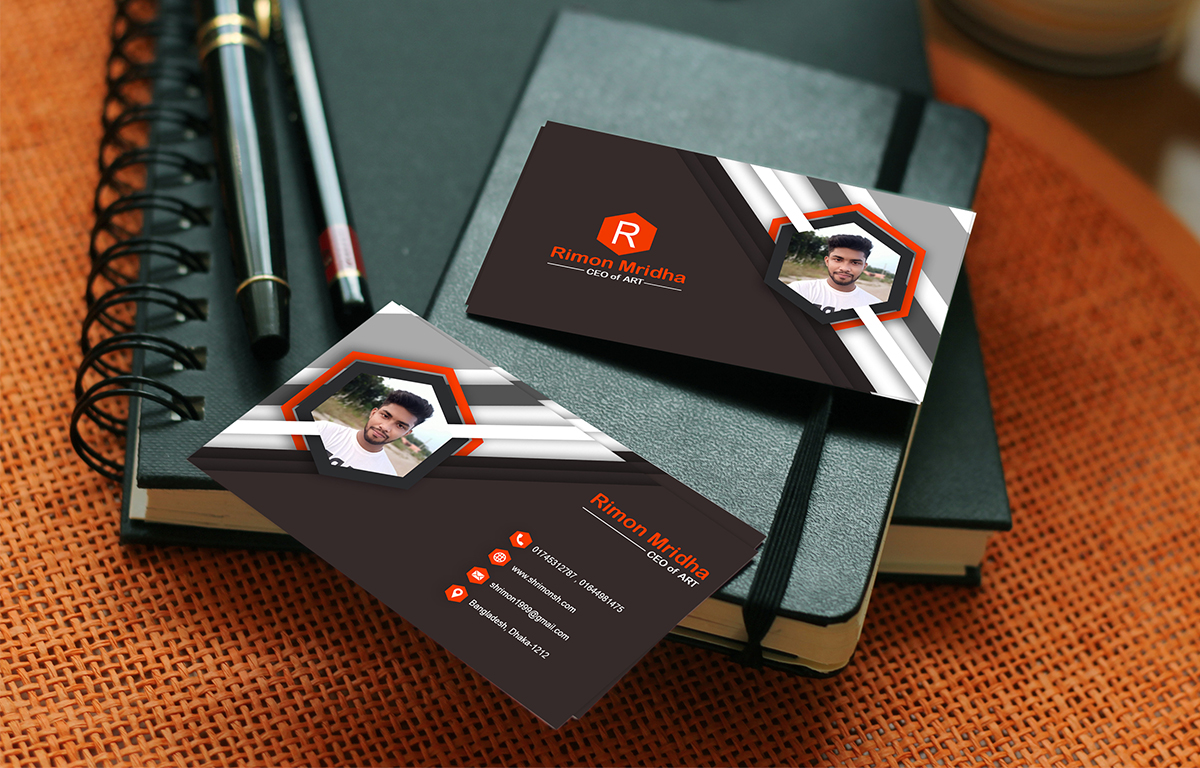 R
Rimon Mridha
CEO of ART
Rimon Mridha
CEO of ART
01745312787, 01644981475
www.shrimonsh.com
shrimon1999@gmail.com
Bangladesh, Dhaka-1212